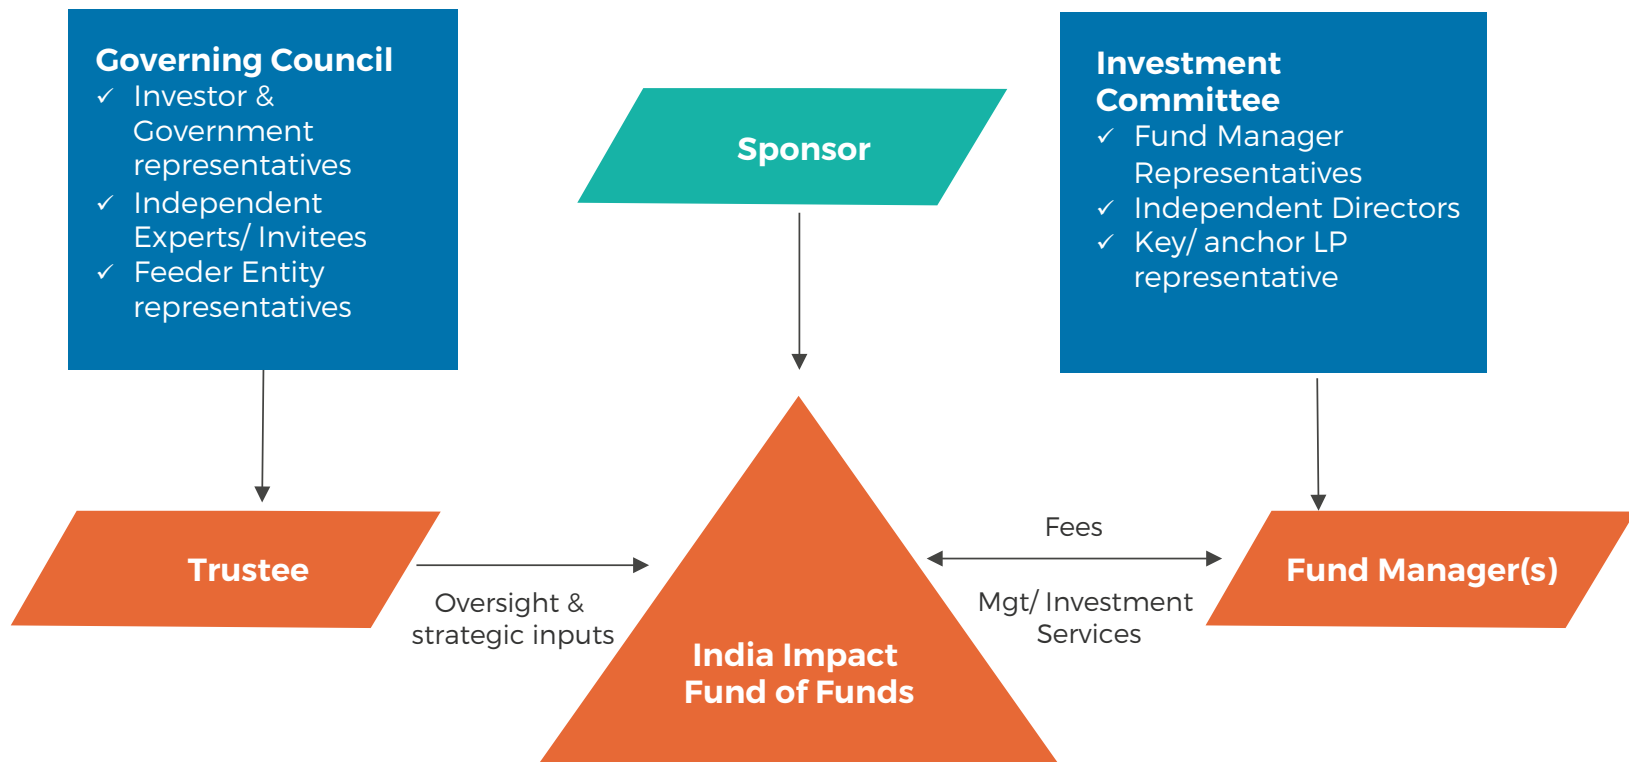 Governing Council
✓ Investor &
Government
representatives
✓ Independent
Experts/ Invitees
✓ Feeder Entity
representatives
Sponsor
Investment
Committee
✓ Fund Manager
Representatives
✓ Independent Directors
✓ Key/ anchor LP
representative
Trustee
Oversight &
strategic inputs
India Impact
Fund of Funds
Fees
Mgt/ Investment
Services
Fund Manager(s)